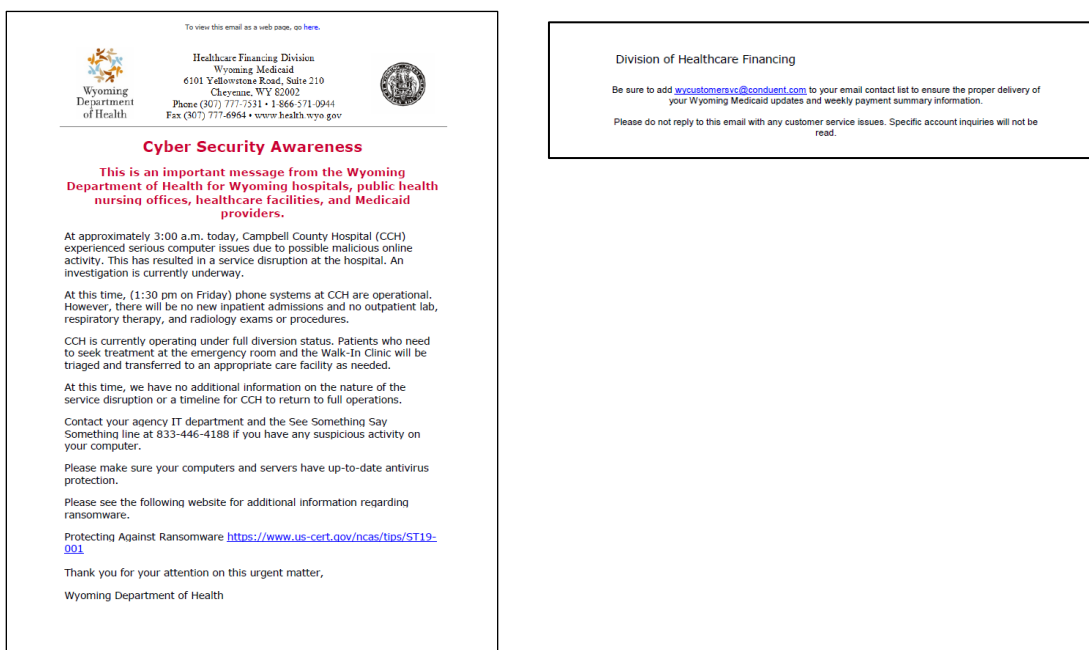 To view this email as a web page, go here.
Wyoming
Department
of Health
Healthcare Financing Division
Wyoming Medicaid
6101 Yellowstone Road, Suite 210
Cheyenne, WY 82002
Phone (307) 777-7531 • 1-866-571-0944
Fax (307) 777-6964 • www.health.wyo.gov
Cyber Security Awareness
This is an important message from the Wyoming
Department of Health for Wyoming hospitals, public health
nursing offices, healthcare facilities, and Medicaid
providers.
At approximately 3:00 a.m. today, Campbell County Hospital (CCH)
experienced serious computer issues due to possible malicious online
activity. This has resulted in a service disruption at the hospital. An
investigation is currently underway.
At this time, (1:30 pm on Friday) phone systems at CCH are operational.
However, there will be no new inpatient admissions and no outpatient lab,
respiratory therapy, and radiology exams or procedures.
CCH is currently operating under full diversion status. Patients who need
to seek treatment at the emergency room and the Walk-In Clinic will be
triaged and transferred to an appropriate care facility as needed.
At this time, we have no additional information on the nature of the
service disruption or a timeline for CCH to return to full operations.
Contact your agency IT department and the See Something Say
Something line at 833-446-4188 if you have any suspicious activity on
your computer.
Please make sure your computers and servers have up-to-date antivirus
protection.
Please see the following website for additional information regarding
ransomware.
Protecting Against Ransomware https://www.us-cert.gov/ncas/tips/ST19-
001
Thank you for your attention on this urgent matter,
Wyoming Department of Health
Division of Healthcare Financing
Be sure to add wycustomersvc@conduent.com to your email contact list to ensure the proper delivery of
your Wyoming Medicaid updates and weekly payment summary information.
Please do not reply to this email with any customer service issues. Specific account inquiries will not be
read.